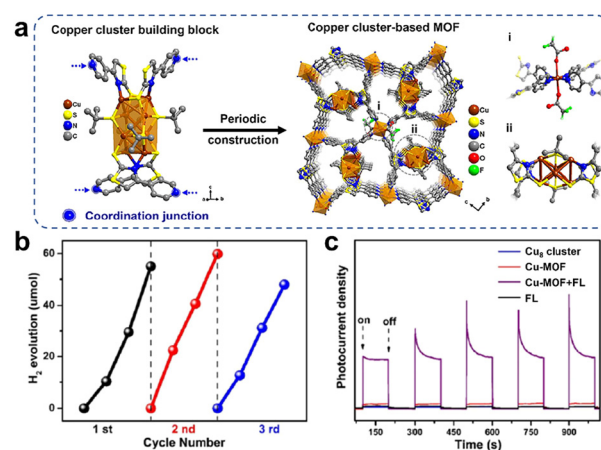 a
Copper cluster building block
Copper cluster-based MOF
i
Cu
S
N
C
Periodic
construction
i
ii
Cu
S
N
C
O
F
ii
Coordination junction
c
a
b
c
b
b
H2 evolution (umol)
60
40
20
0
1 st
2 nd
3 rd
Cycle Number
c
Photocurrent density
Cu8 cluster
Cu-MOF
Cu-MOF+FL
FL
on
off
150
300
450
600
750
900
Time (s)